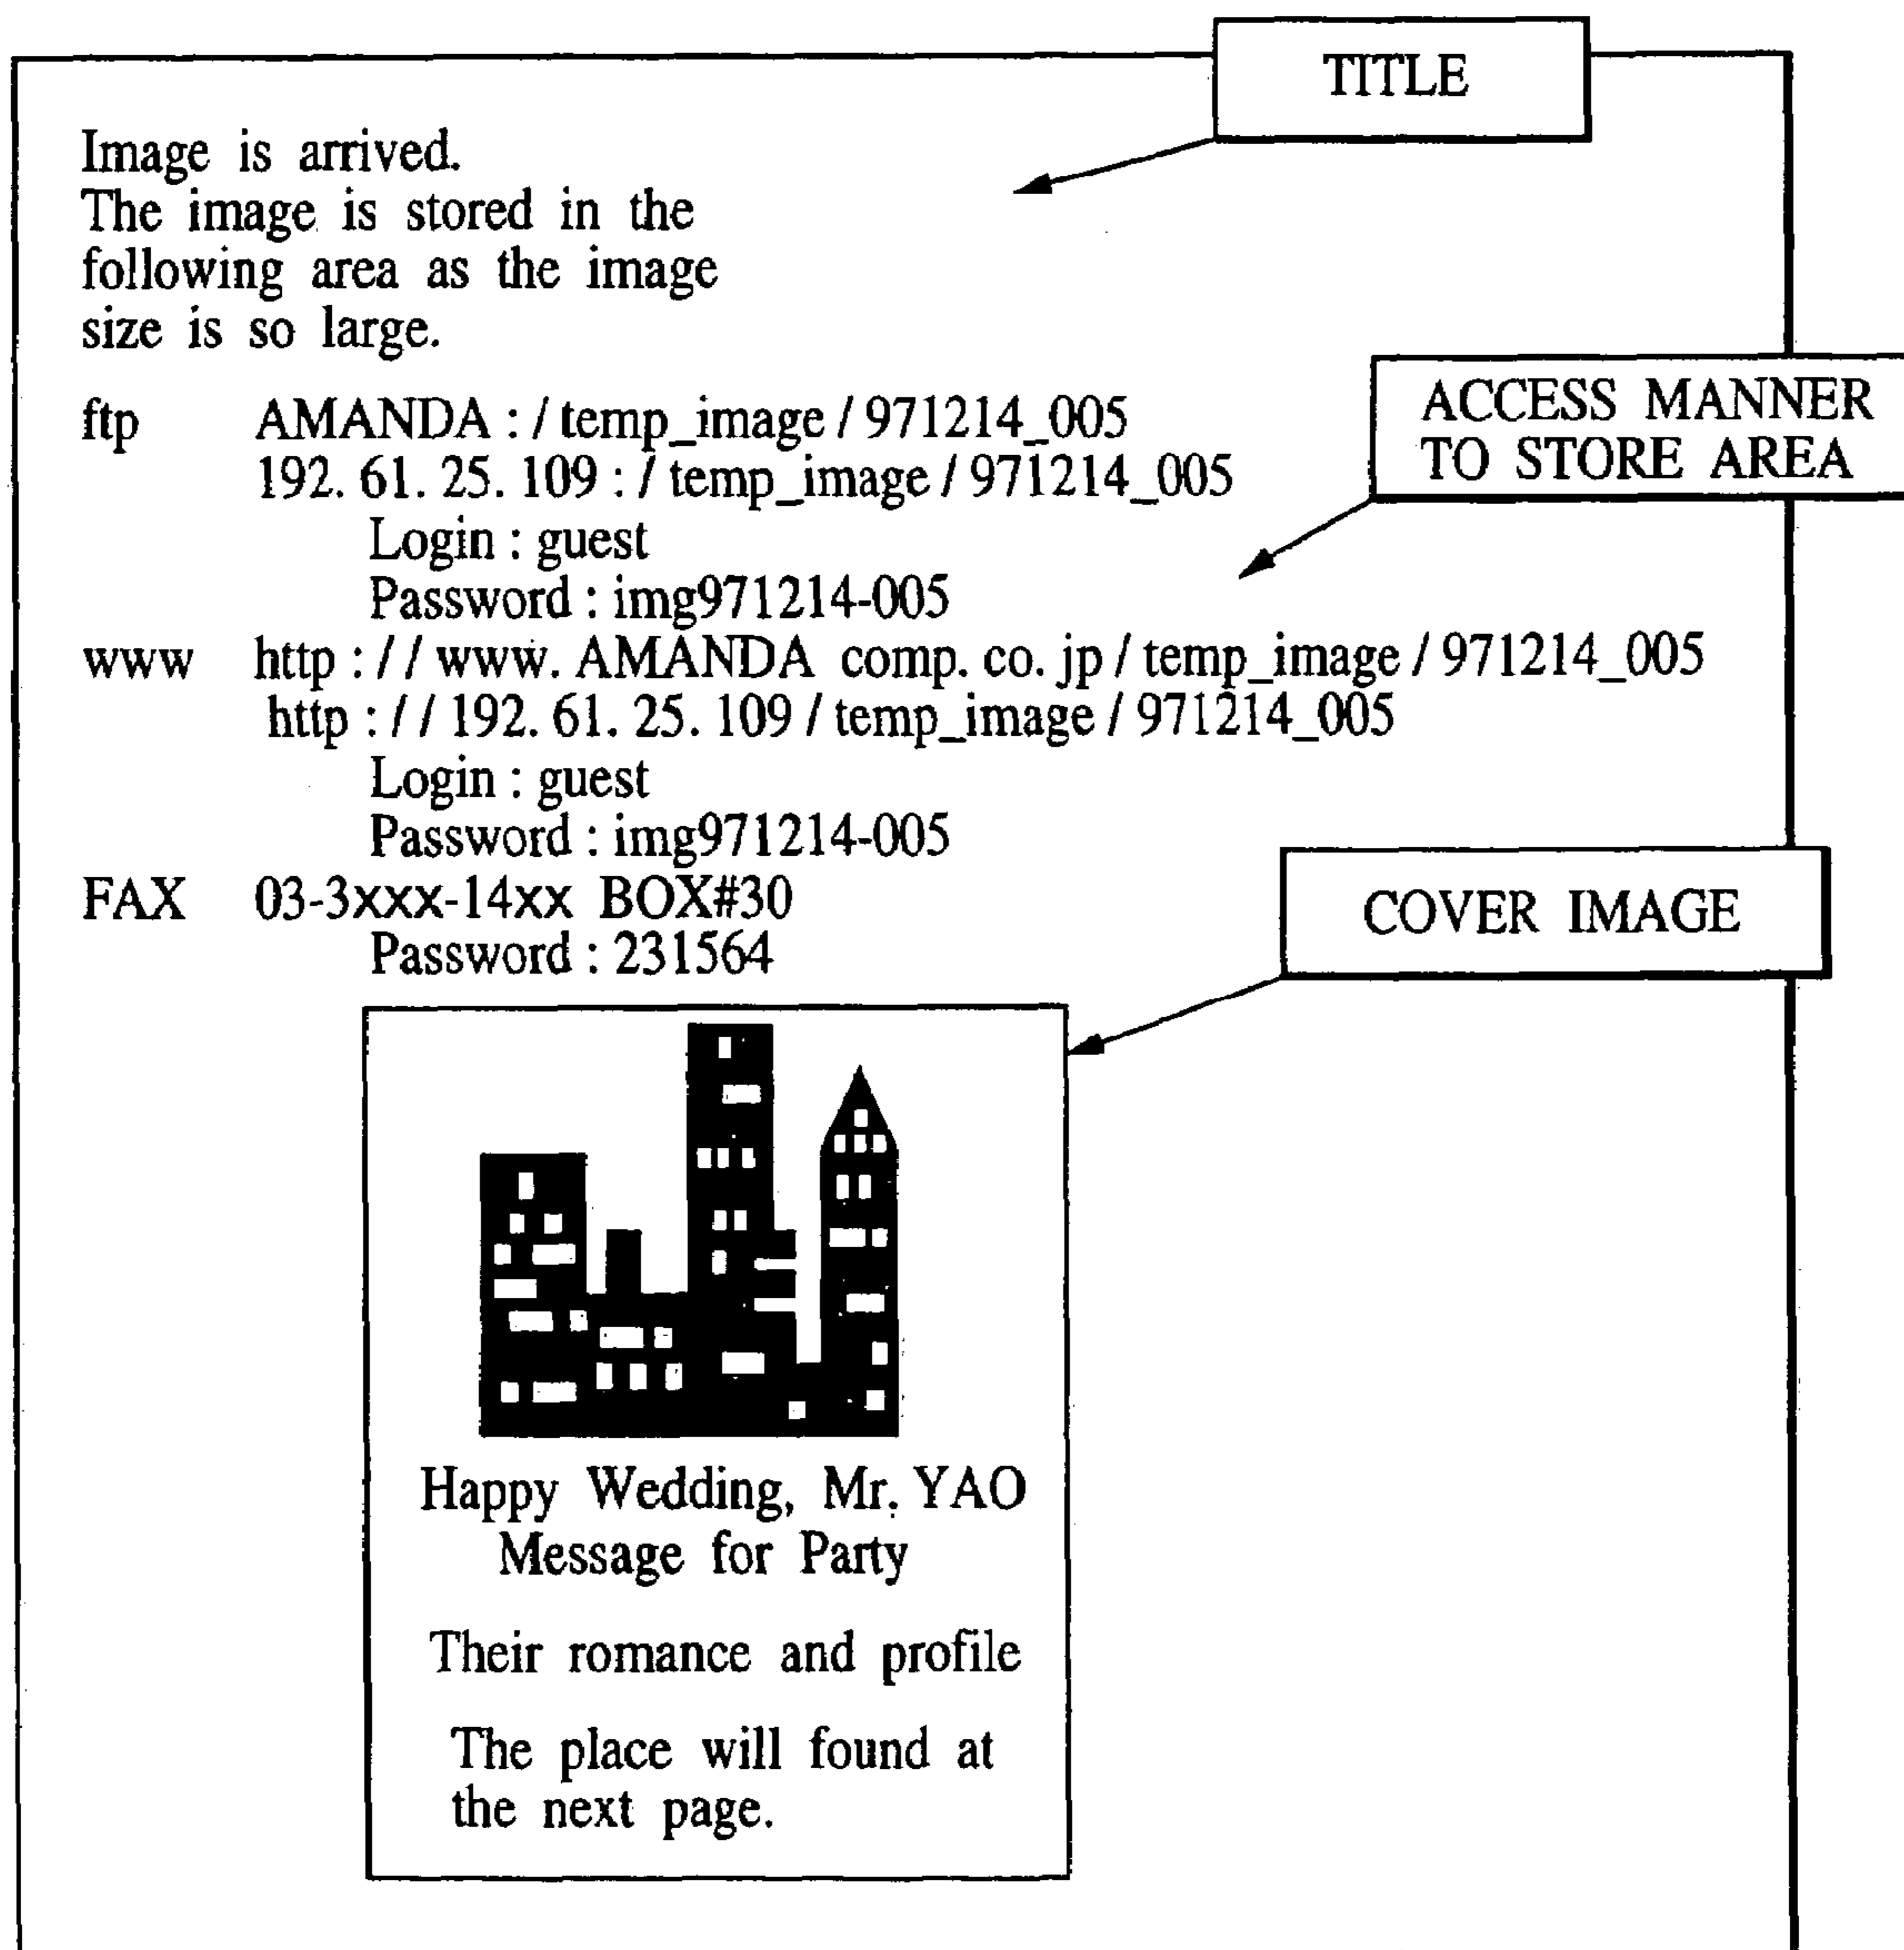 TITLE
Image is arrived.
The image is stored in the
following area as the image
size is so large.
ACCESS MANNER
TO STORE AREA
ftp AMANDA : / temp_image / 971214_005
192. 61. 25. 109 : / temp_image / 971214_005
Login : guest
Password : img971214-005
www http : / / www. AMANDA comp. co. jp / temp_image / 971214_005
http : / / 192. 61. 25. 109 / temp_image / 971214_005
Login : guest
Password : img971214-005
FAX 03-3xxx-14xx BOX#30
Password : 231564
COVER IMAGE
Happy Wedding, Mr. YAO
Message for Party
Their romance and profile
The place will found at
the next page.